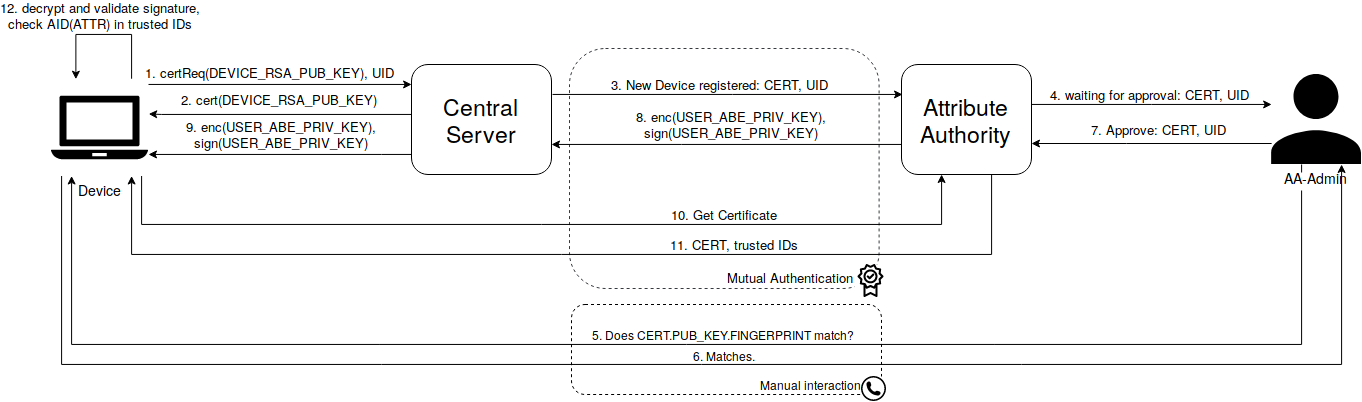 12. decrypt and validate signature,
check AID(ATTR) in trusted IDs
1. certReq(DEVICE_RSA_PUB_KEY), UID
2. cert(DEVICE_RSA_PUB_KEY)
9. enc(USER_ABE_PRIV_KEY),
sign(USER_ABE_PRIV_KEY)
Device
Central
Server
3. New Device registered: CERT, UID
8. enc(USER_ABE_PRIV_KEY),
sign(USER_ABE_PRIV_KEY)
Attribute
Authority
4. waiting for approval: CERT, UID
7. Approve: CERT, UID
AA-Admin
10. Get Certificate
11. CERT, trusted IDs
Mutual Authentication
5. Does CERT.PUB_KEY.FINGERPRINT match?
6. Matches.
Manual interaction